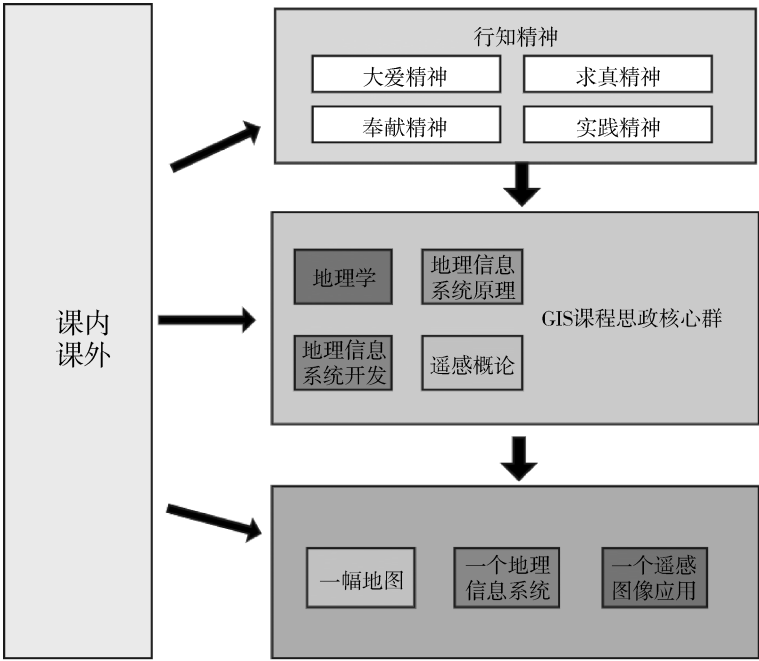 课内
课外
行知精神
大爱精神
求真精神
奉献精神
实践精神
地理学
地理信息
系统原理
地理信息
系统开发
遥感概论
GIS课程思政核心群
一幅地图
一个地理
信息系统
一个遥感
图像应用